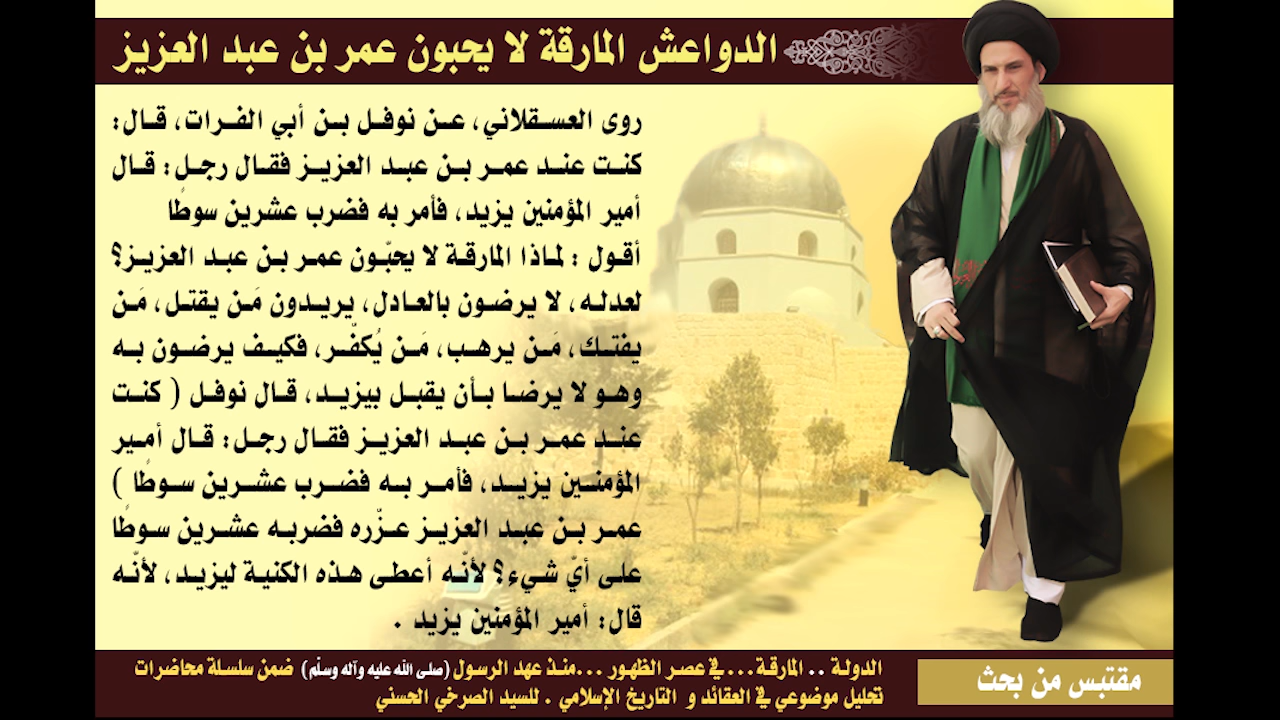 الدواعش المارقة لا يحبون عمر بن عبد العزيز
روى العسقلاني، عن نوفل بن أبي الفرات، قال:
كنت عند عمر بن عبد العزيز فقال رجل: قال
أمير المؤمنين يزيد، فأمر به فضرب عشرين سوطًا
أقول : لماذا المارقة لا يحبّون عمر بن عبد العزيز؟
لعدله، لا يرضون بالعادل، يريدون مَن يقتل، مَن
يفتك، مَن يرهب، مَن يُكفّر، فكيف يرضون به
وهو لا يرضا بأن يقبل بيزيد، قال نوفل ( كنت
عند عمر بن عبد العزيز فقال رجل: قال أمير
المؤمنين يزيد، فأمر به فضرب عشرين سوطًا )
عمر بن عبد العزيز عزّره فضربه عشرين سوطًا
على أيّ شيء؟ لأنّه أعطى هذه الكنية ليزيد، لأنّه
قال: أمير المؤمنين يزيد .
مقتبس من بحث
الدولة .. المارقة...في عصر الظهور ...منذ عهد الرسول (صلى الله عليه وآله وسلّم) ضمن سلسلة محاضرات
تحليل موضوعي في العقائد و التاريخ الإسلامي . للسيد الصرخي الحسني